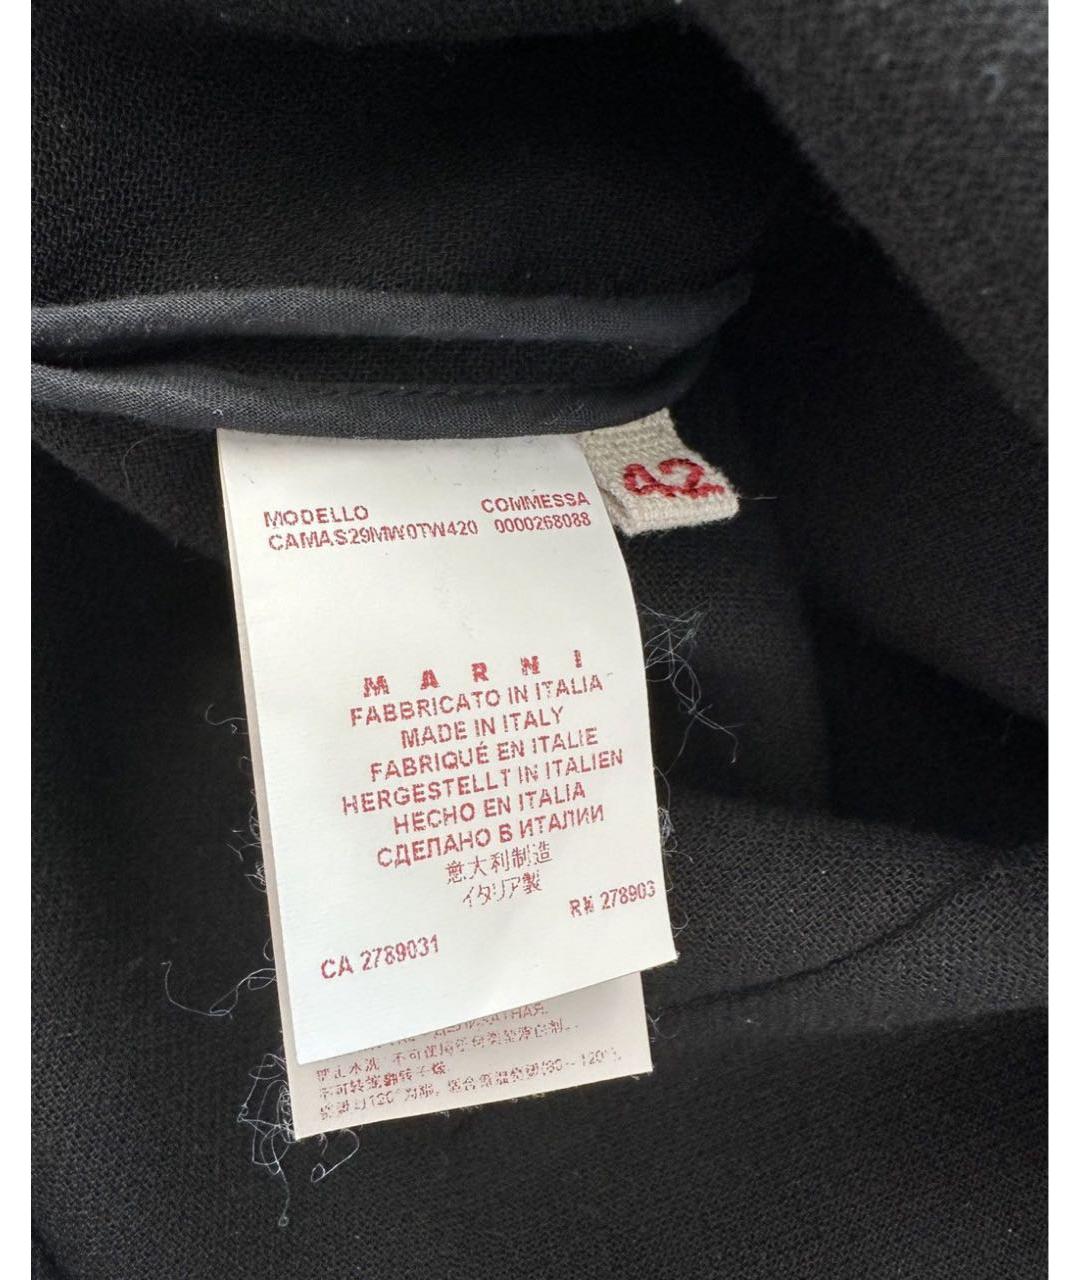 42
MODELLO COMMESSA
CAMAS29MW0TW420 0000268088
MARNI
FABBRICATO IN ITALIA
MADE IN ITALY
FABRIQUÉ EN ITALIE
HERGESTELLT IN ITALIEN
HECHO EN ITALIA
СДЕЛАНО В ИТАЛИИ
意大利制造
イタリア製
RN 278903
CA 2789031